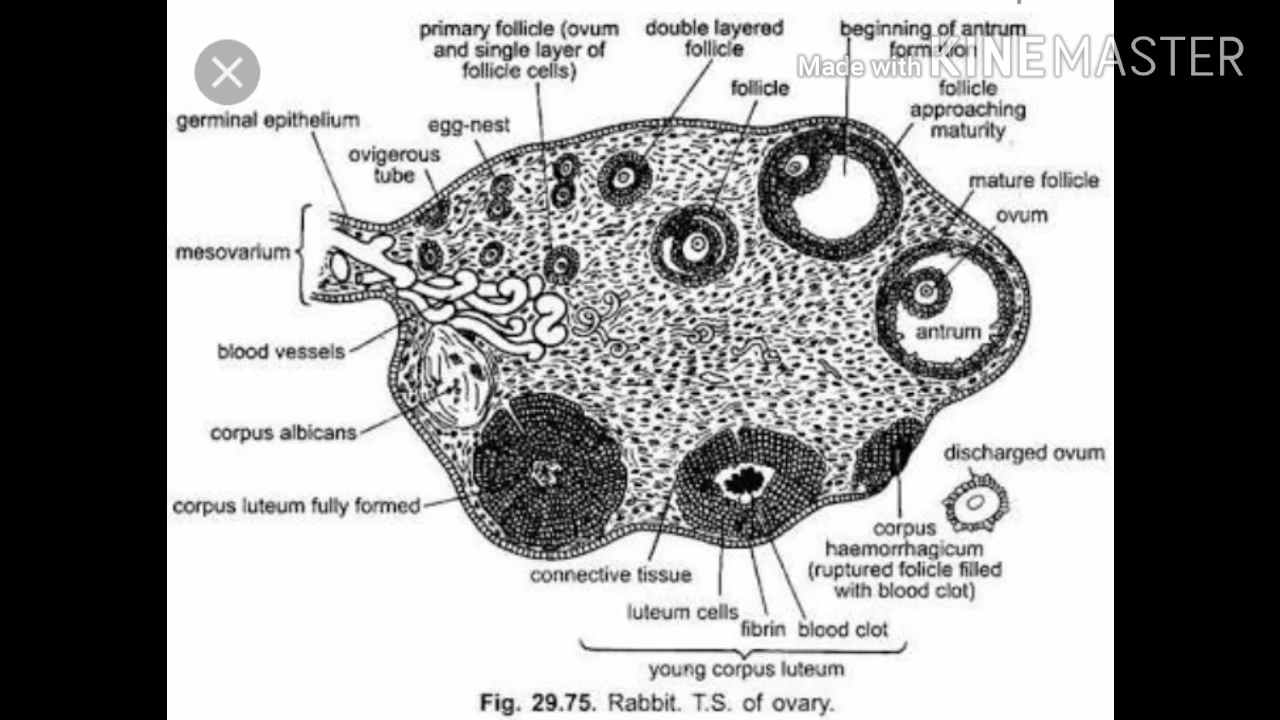 primary follicle (ovum
and single layer of
follicle cells)
double layered
follicle
beginning of antrum
formation
Made with KINEMASTER
follicle
follicle
approaching
maturity
germinal epithelium
egg-nest
ovigerous
tube
mature follicle
ovum
mesovarium
antrum
blood vessels
corpus albicans
discharged ovum
corpus luteum fully formed
corpus
haemorrhagicum
(ruptured folicle filled
with blood clot)
connective tissue
luteum cells
fibrin blood clot
young corpus luteum
Fig. 29.75. Rabbit. T.S. of ovary.